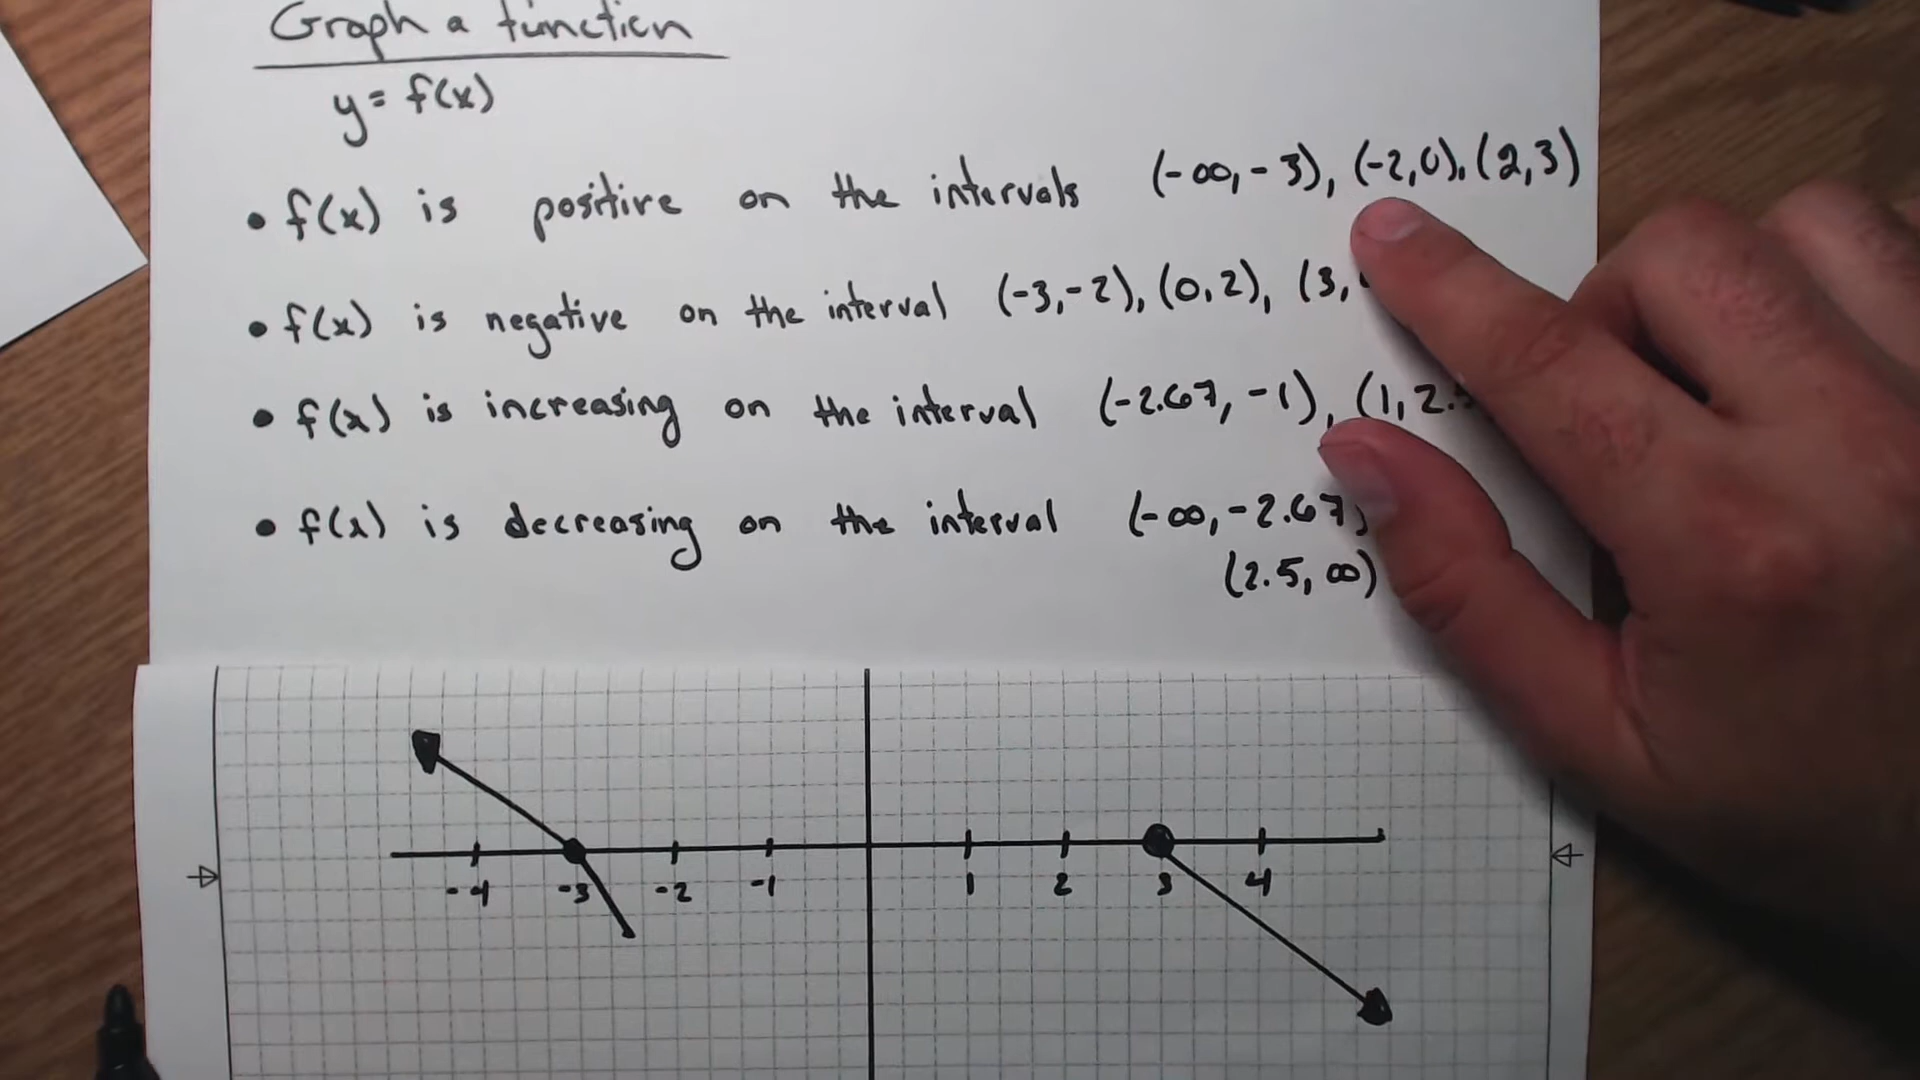 Graph a function
y = f(x)
• f(x) is positive on the intervals (-∞, -3), (-2,0), (2,3)
• f(x) is negative on the interval (-3,-2), (0,2), (3,
• f(x) is increasing on the interval (-2.67, -1), (1, 2.5
• f(x) is decreasing on the interval (-∞, -2.67)
(2.5, ∞)
-4 -3 -2 -1 1 2 3 4